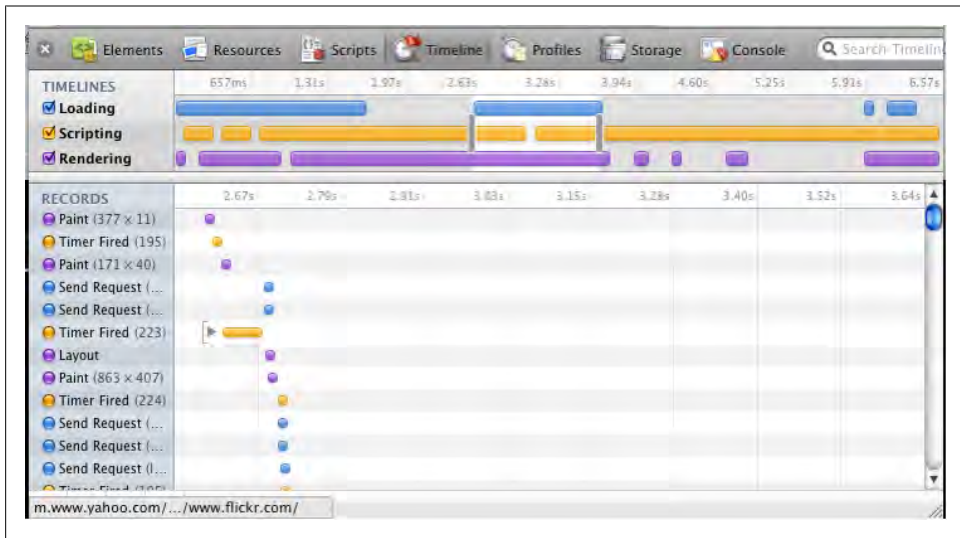 Elements Resources Scripts Timeline Profiles Storage Console Search Timelin
TIMELINES 657ms 1.31s 1.97s 2.63s 3.28s 3.94s 4.60s 5.25s 5.91s 6.57s
Loading
Scripting
Rendering
RECORDS 2.67s 2.79s 2.91s 3.03s 3.15s 3.28s 3.40s 3.52s 3.64s
Paint (377 × 11)
Timer Fired (195)
Paint (171 × 40)
Send Request (...
Send Request (...
Timer Fired (223)
Layout
Paint (863 × 407)
Timer Fired (224)
Send Request (...
Send Request (...
Send Request (l...
Timer Fired (195)
m.www.yahoo.com/.../www.flickr.com/